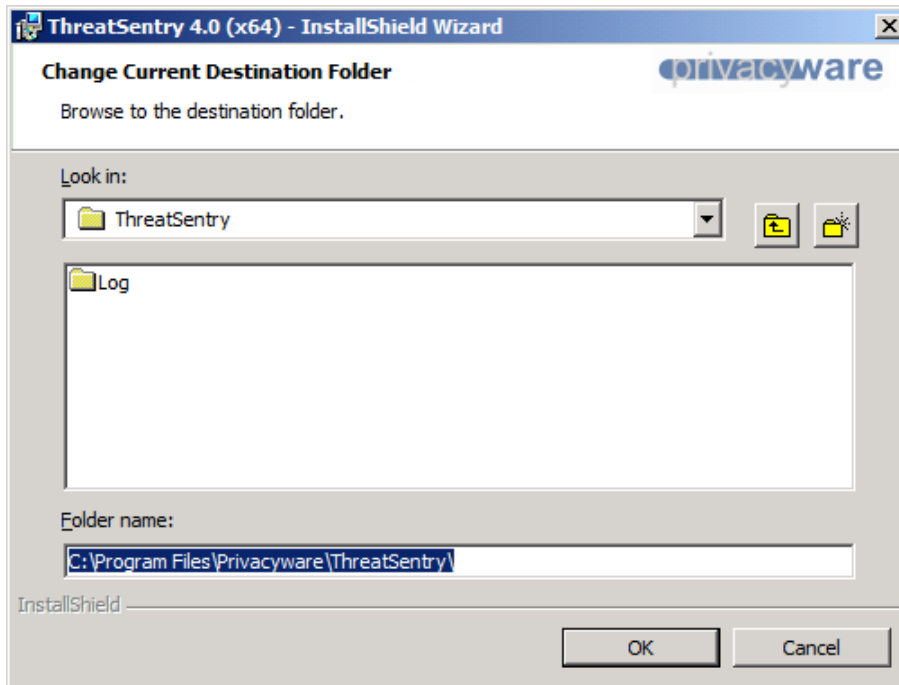 ThreatSentry 4.0 (x64) - InstallShield Wizard
Change Current Destination Folder
privacyware
Browse to the destination folder.
Look in:
ThreatSentry
Log
Folder name:
C:\Program Files\Privacyware\ThreatSentry\
InstallShield
OK
Cancel